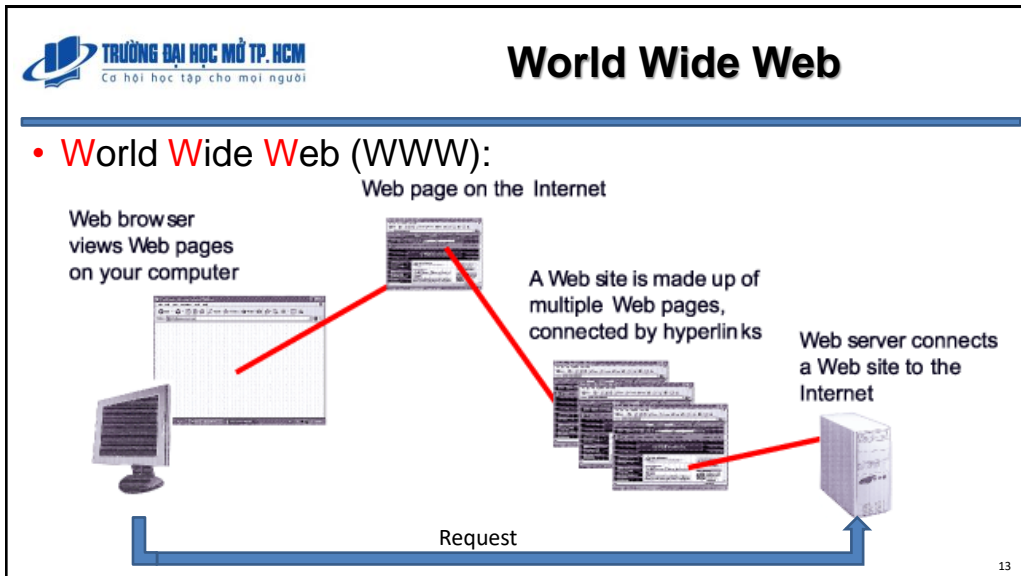 TRƯỜNG ĐẠI HỌC MỞ TP. HCM
Cơ hội học tập cho mọi người
World Wide Web
• World Wide Web (WWW):
Web page on the Internet
Web browser
views Web pages
on your computer
A Web site is made up of
multiple Web pages,
connected by hyperlinks
Web server connects
a Web site to the
Internet
Request
13